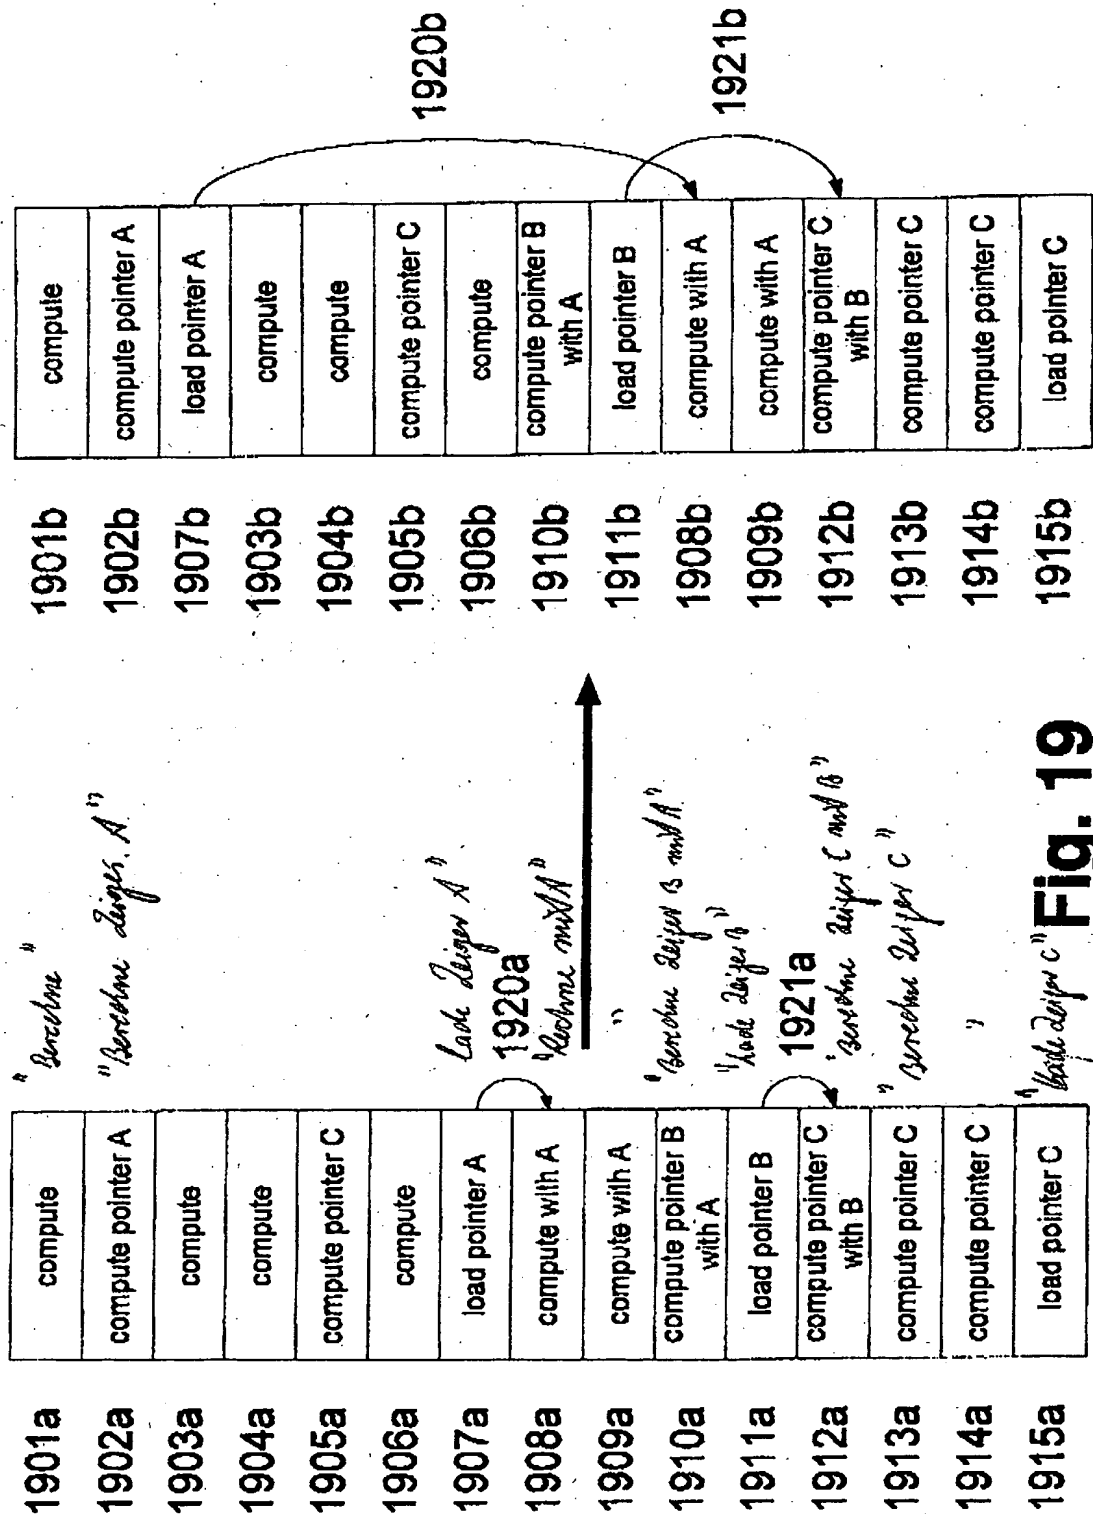 1901a
compute
"Berechne"
1902a
compute pointer A
"Berechne Zeiger A"
1903a
compute
1904a
compute
1905a
compute pointer C
1906a
compute
1907a
load pointer A
Lade Zeiger A"
1920a
1908a
compute with A
"Rechne mit A"
1909a
compute with A
"
1910a
compute pointer B
with A
"Berechne Zeiger B mit A"
1911a
load pointer B
"Lade Zeiger B"
1921a
1912a
compute pointer C
with B
"Berechne Zeiger C mit B"
1913a
compute pointer C
"Berechne Zeiger C"
1914a
compute pointer C
"
1915a
load pointer C
"Lade Zeiger C"
1901b
compute
1902b
compute pointer A
1907b
load pointer A
1903b
compute
1904b
compute
1905b
compute pointer C
1920b
1906b
compute
1910b
compute pointer B
with A
1911b
load pointer B
1908b
compute with A
1921b
1909b
compute with A
1912b
compute pointer C
with B
1913b
compute pointer C
1914b
compute pointer C
1915b
load pointer C
Fig. 19